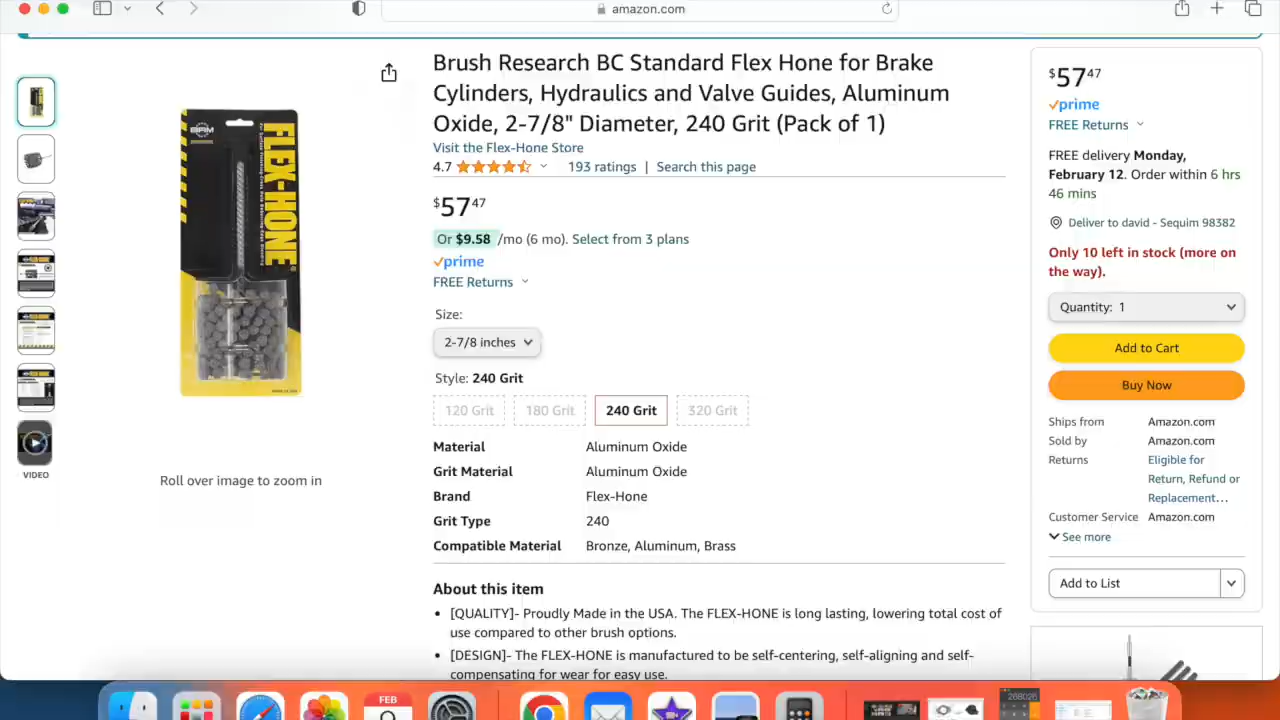 amazon.com
Brush Research BC Standard Flex Hone for Brake
Cylinders, Hydraulics and Valve Guides, Aluminum
Oxide, 2-7/8" Diameter, 240 Grit (Pack of 1)
Visit the Flex-Hone Store
4.7
193 ratings | Search this page
$57 47
Or $9.58 /mo (6 mo). Select from 3 plans
prime
FREE Returns
Size:
2-7/8 inches
Style: 240 Grit
120 Grit
180 Grit
240 Grit
320 Grit
Material Aluminum Oxide
Grit Material Aluminum Oxide
Brand Flex-Hone
Grit Type 240
Compatible Material Bronze, Aluminum, Brass
About this item
• [QUALITY]- Proudly Made in the USA. The FLEX-HONE is long lasting, lowering total cost of
use compared to other brush options.
• [DESIGN]- The FLEX-HONE is manufactured to be self-centering, self-aligning and self-
compensating for wear for easy use.
BRM
FLEX-HONE
VIDEO
Roll over image to zoom in
$57 47
prime
FREE Returns
FREE delivery Monday,
February 12. Order within 6 hrs
46 mins
Deliver to david - Sequim 98382
Only 10 left in stock (more on
the way).
Quantity: 1
Add to Cart
Buy Now
Ships from Amazon.com
Sold by Amazon.com
Returns Eligible for
Return, Refund or
Replacement...
Customer Service Amazon.com
See more
Add to List
FEB
268026